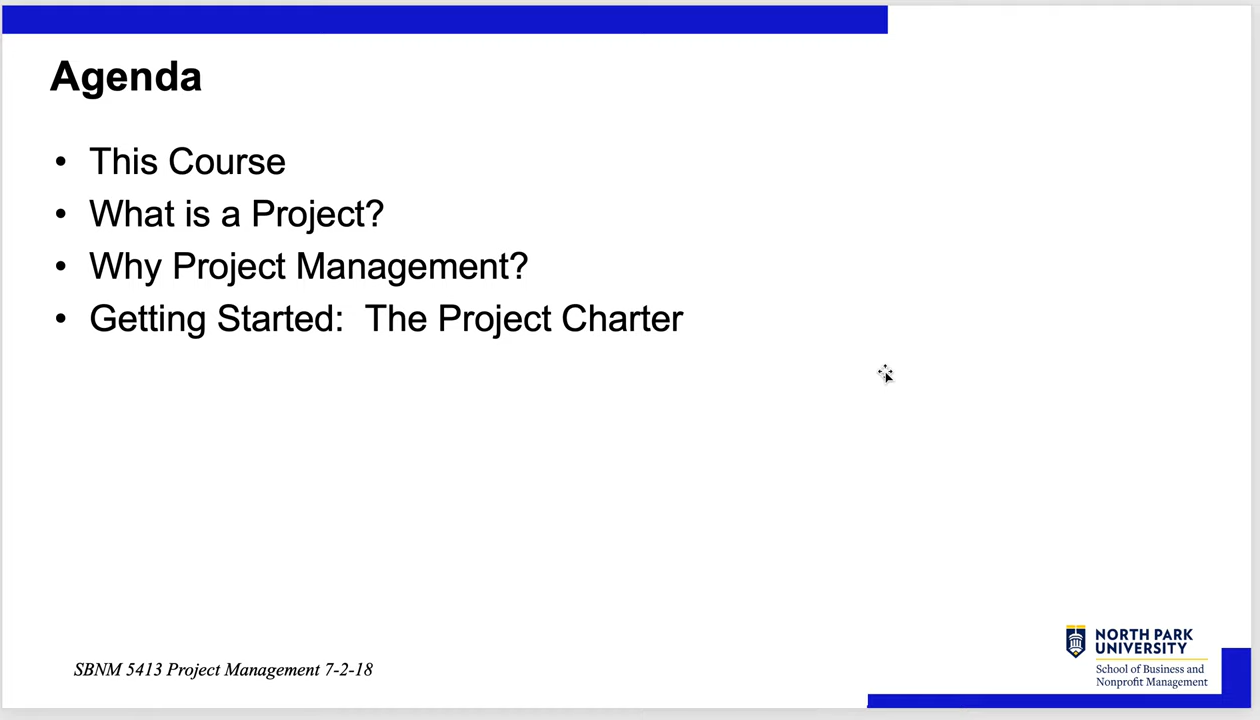 Agenda
• This Course
• What is a Project?
• Why Project Management?
• Getting Started:  The Project Charter
SBNM 5413 Project Management 7-2-18
NORTH PARK
UNIVERSITY
School of Business and
Nonprofit Management